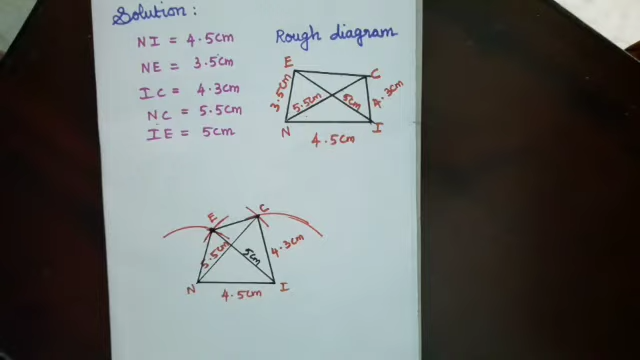 Solution:
NI = 4.5cm
NE = 3.5cm
IC = 4.3cm
NC = 5.5cm
IE = 5cm
Rough diagram
E
C
3.5cm
5.5cm
5cm
4.3cm
N
I
4.5cm
E
C
5.5cm
5cm
4.3cm
N
I
4.5cm